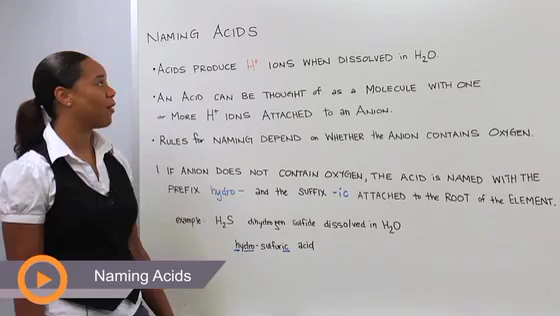 NAMING ACIDS
• ACIDS PRODUCE H⁺ IONS WHEN DISSOLVED in H₂O.
• AN ACID CAN BE THOUGHT OF AS A MOLECULE WITH ONE
or MORE H⁺ IONS ATTACHED to an ANION.
• RULES for NAMING DEPEND on WHETHER the ANION CONTAINS OXYGEN.
1 IF ANION DOES NOT CONTAIN OXYGEN, THE ACID IS NAMED WITH THE
PREFIX hydro- and the SUFFIX -ic ATTACHED to the ROOT of the ELEMENT.
example: H₂S dihydrogen sulfide dissolved in H₂O
hydro-sulfuric acid
Naming Acids